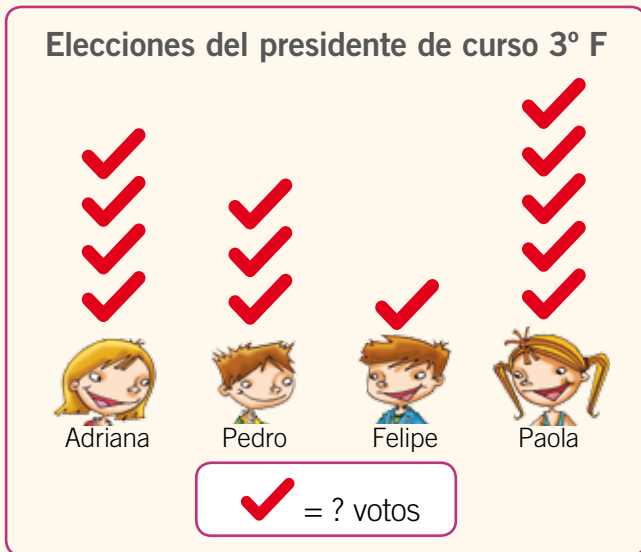 Elecciones del presidente de curso 3º F
Adriana Pedro Felipe Paola
= ? votos